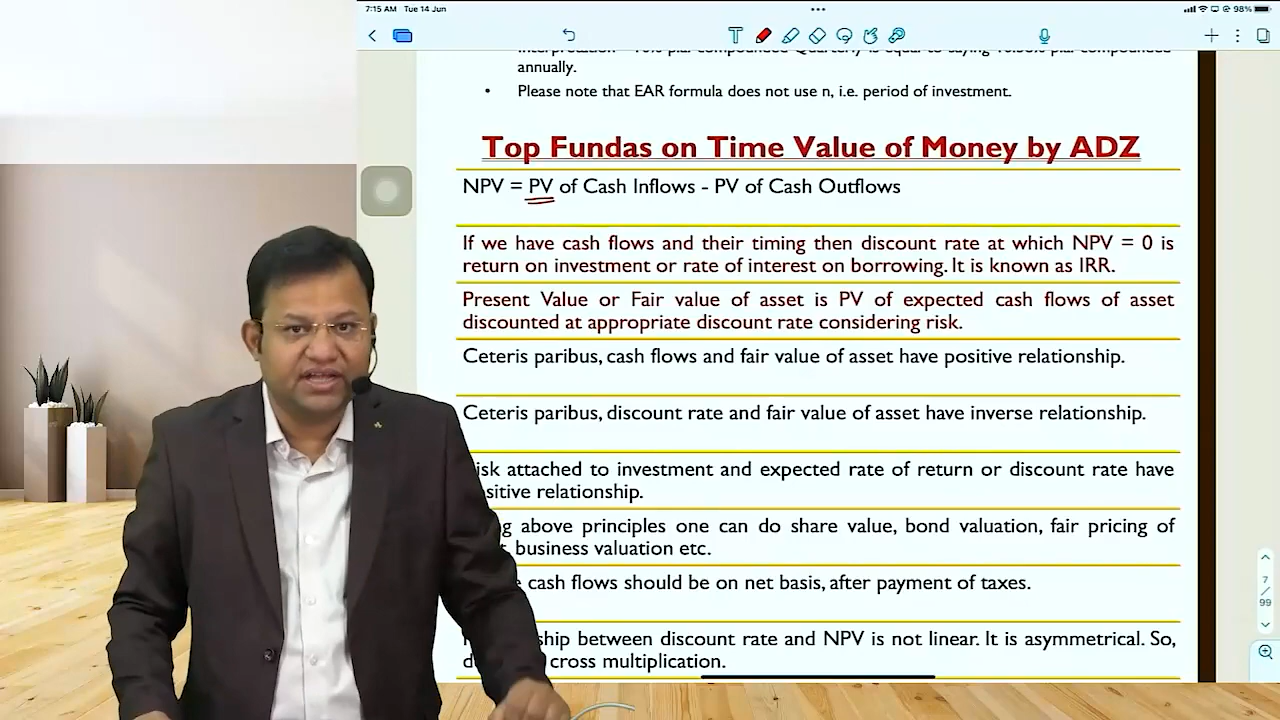 7:15 AM Tue 14 Jun
98%
annually.
• Please note that EAR formula does not use n, i.e. period of investment.
Top Fundas on Time Value of Money by ADZ
NPV = PV of Cash Inflows - PV of Cash Outflows
If we have cash flows and their timing then discount rate at which NPV = 0 is
return on investment or rate of interest on borrowing. It is known as IRR.
Present Value or Fair value of asset is PV of expected cash flows of asset
discounted at appropriate discount rate considering risk.
Ceteris paribus, cash flows and fair value of asset have positive relationship.
Ceteris paribus, discount rate and fair value of asset have inverse relationship.
isk attached to investment and expected rate of return or discount rate have
sitive relationship.
g above principles one can do share value, bond valuation, fair pricing of
business valuation etc.
cash flows should be on net basis, after payment of taxes.
ship between discount rate and NPV is not linear. It is asymmetrical. So,
cross multiplication.
7
/
99